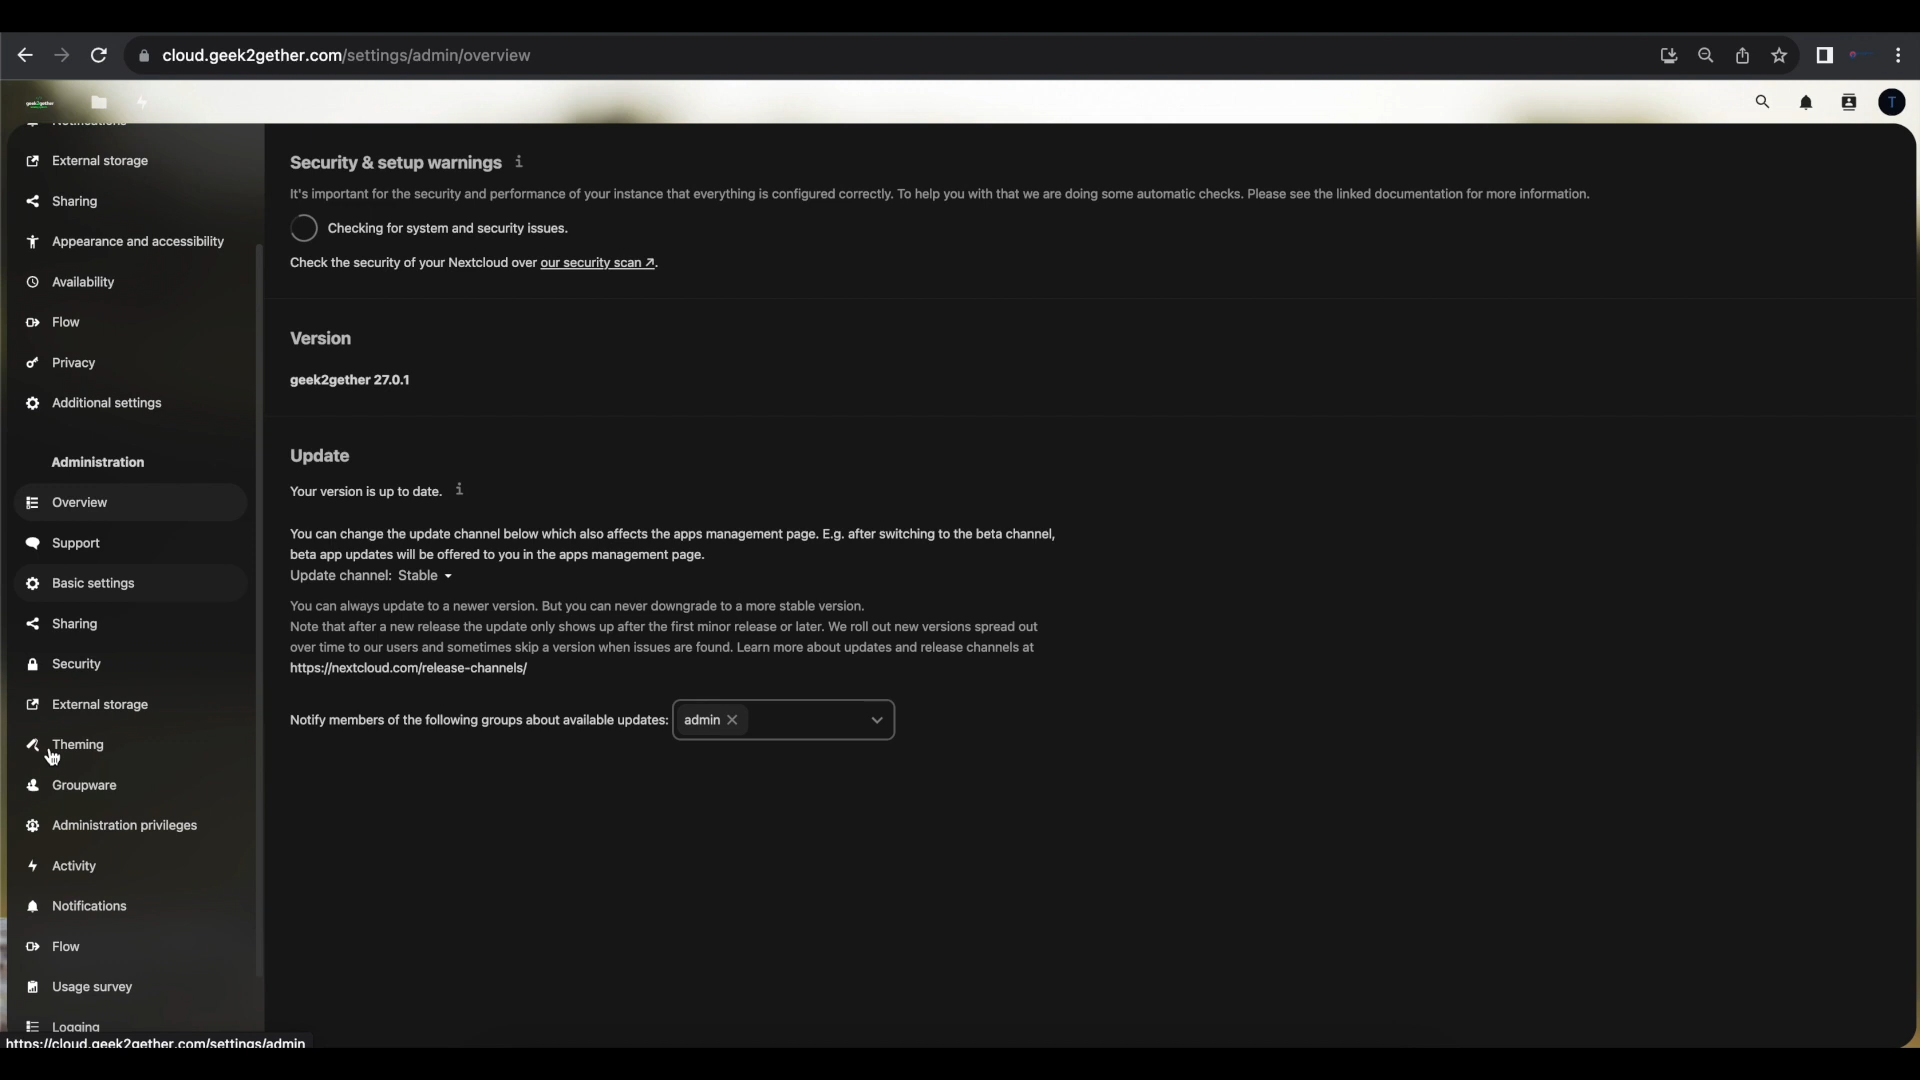 cloud.geek2gether.com/settings/admin/overview
geek2gether
T
Notifications
External storage
Sharing
Appearance and accessibility
Availability
Flow
Privacy
Additional settings
Administration
Overview
Support
Basic settings
Sharing
Security
External storage
Theming
Groupware
Administration privileges
Activity
Notifications
Flow
Usage survey
Logging
https://cloud.geek2gether.com/settings/admin
Security & setup warnings
It's important for the security and performance of your instance that everything is configured correctly. To help you with that we are doing some automatic checks. Please see the linked documentation for more information.
Checking for system and security issues.
Check the security of your Nextcloud over our security scan ↗.
Version
geek2gether 27.0.1
Update
Your version is up to date.
You can change the update channel below which also affects the apps management page. E.g. after switching to the beta channel,
beta app updates will be offered to you in the apps management page.
Update channel: Stable
You can always update to a newer version. But you can never downgrade to a more stable version.
Note that after a new release the update only shows up after the first minor release or later. We roll out new versions spread out
over time to our users and sometimes skip a version when issues are found. Learn more about updates and release channels at
https://nextcloud.com/release-channels/
Notify members of the following groups about available updates: admin